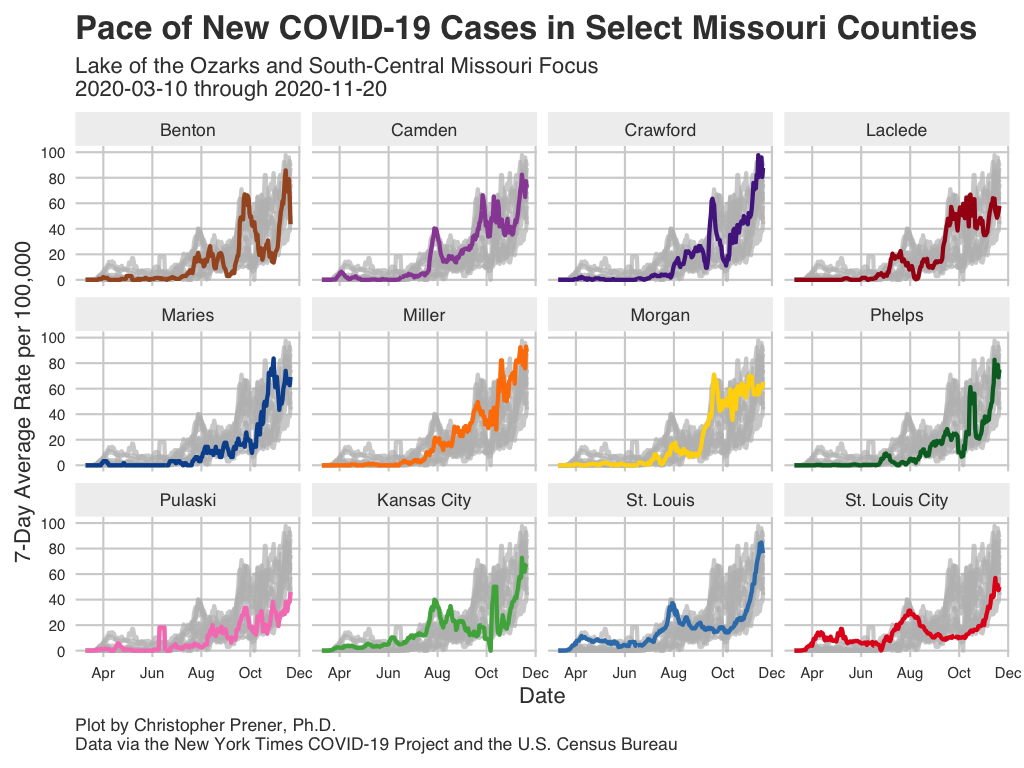 Pace of New COVID-19 Cases in Select Missouri Counties
Lake of the Ozarks and South-Central Missouri Focus
2020-03-10 through 2020-11-20
Benton Camden Crawford Laclede
100
80
60
40
20
0
Maries Miller Morgan Phelps
100
80
60
40
20
0
Pulaski Kansas City St. Louis St. Louis City
100
80
60
40
20
0
7-Day Average Rate per 100,000
Apr Jun Aug Oct Dec Apr Jun Aug Oct Dec Apr Jun Aug Oct Dec Apr Jun Aug Oct Dec
Date
Plot by Christopher Prener, Ph.D.
Data via the New York Times COVID-19 Project and the U.S. Census Bureau